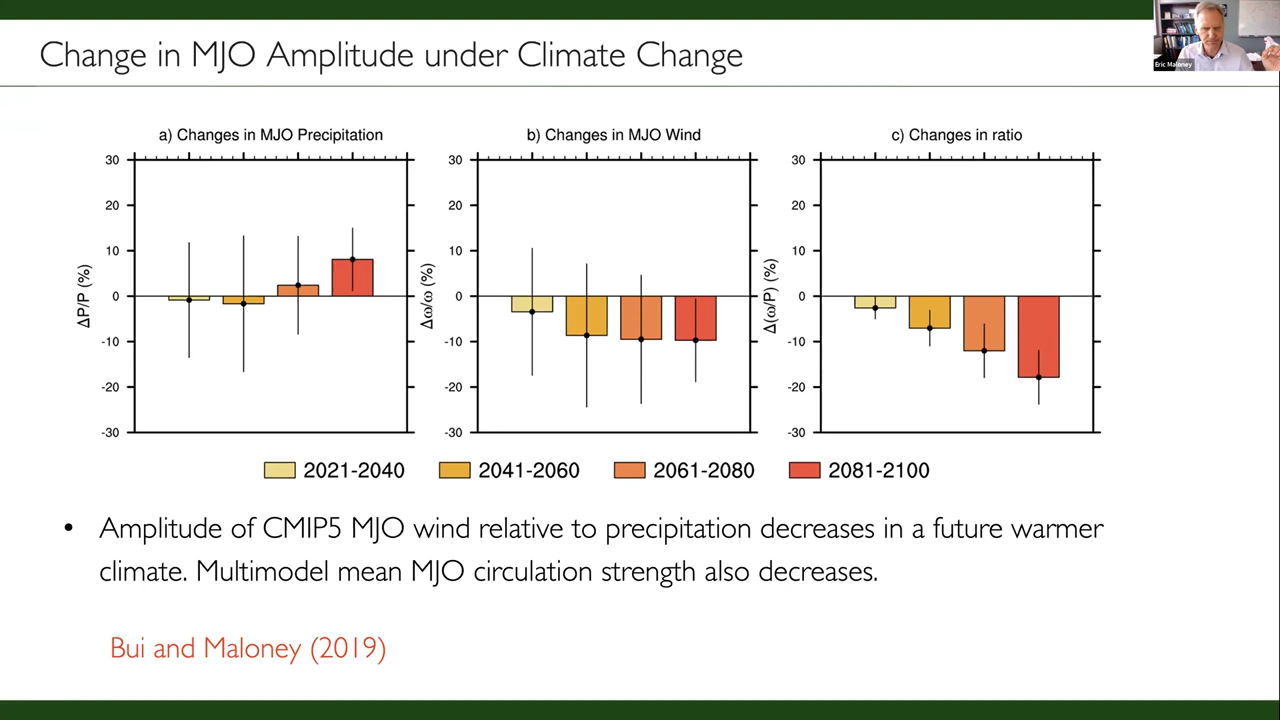 Change in MJO Amplitude under Climate Change
Eric Maloney
a) Changes in MJO Precipitation
30
20
10
0
-10
-20
-30
ΔP/P (%)
b) Changes in MJO Wind
30
20
10
0
-10
-20
-30
Δω/ω (%)
c) Changes in ratio
30
20
10
0
-10
-20
-30
Δ(ω/P) (%)
2021-2040 2041-2060 2061-2080 2081-2100
• Amplitude of CMIP5 MJO wind relative to precipitation decreases in a future warmer
climate. Multimodel mean MJO circulation strength also decreases.
Bui and Maloney (2019)